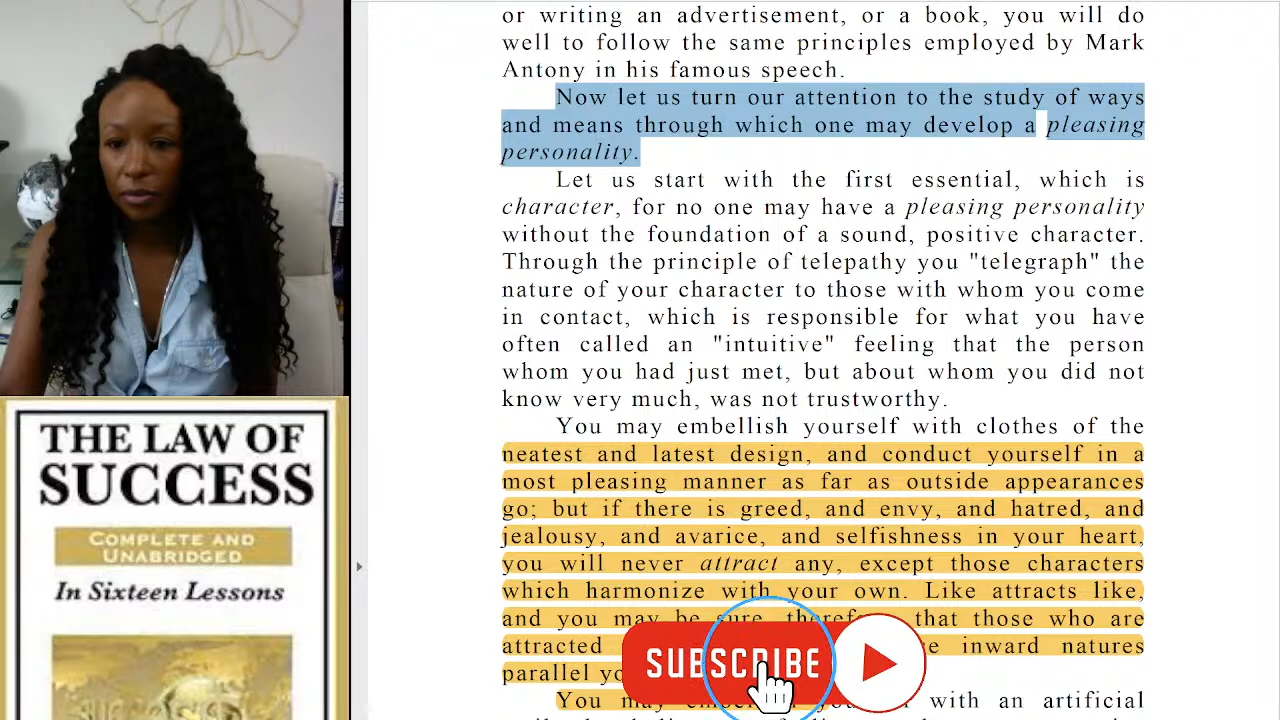 or writing an advertisement, or a book, you will do
well to follow the same principles employed by Mark
Antony in his famous speech.
Now let us turn our attention to the study of ways
and means through which one may develop a pleasing
personality.
Let us start with the first essential, which is
character, for no one may have a pleasing personality
without the foundation of a sound, positive character.
Through the principle of telepathy you "telegraph" the
nature of your character to those with whom you come
in contact, which is responsible for what you have
often called an "intuitive" feeling that the person
whom you had just met, but about whom you did not
know very much, was not trustworthy.
You may embellish yourself with clothes of the
neatest and latest design, and conduct yourself in a
most pleasing manner as far as outside appearances
go; but if there is greed, and envy, and hatred, and
jealousy, and avarice, and selfishness in your heart,
you will never attract any, except those characters
which harmonize with your own. Like attracts like,
and you may be sure, that those who are
attracted inward natures
parallel
You may with an artificial
THE LAW OF
SUCCESS
COMPLETE AND
UNABRIDGED
In Sixteen Lessons
SUBSCRIBE